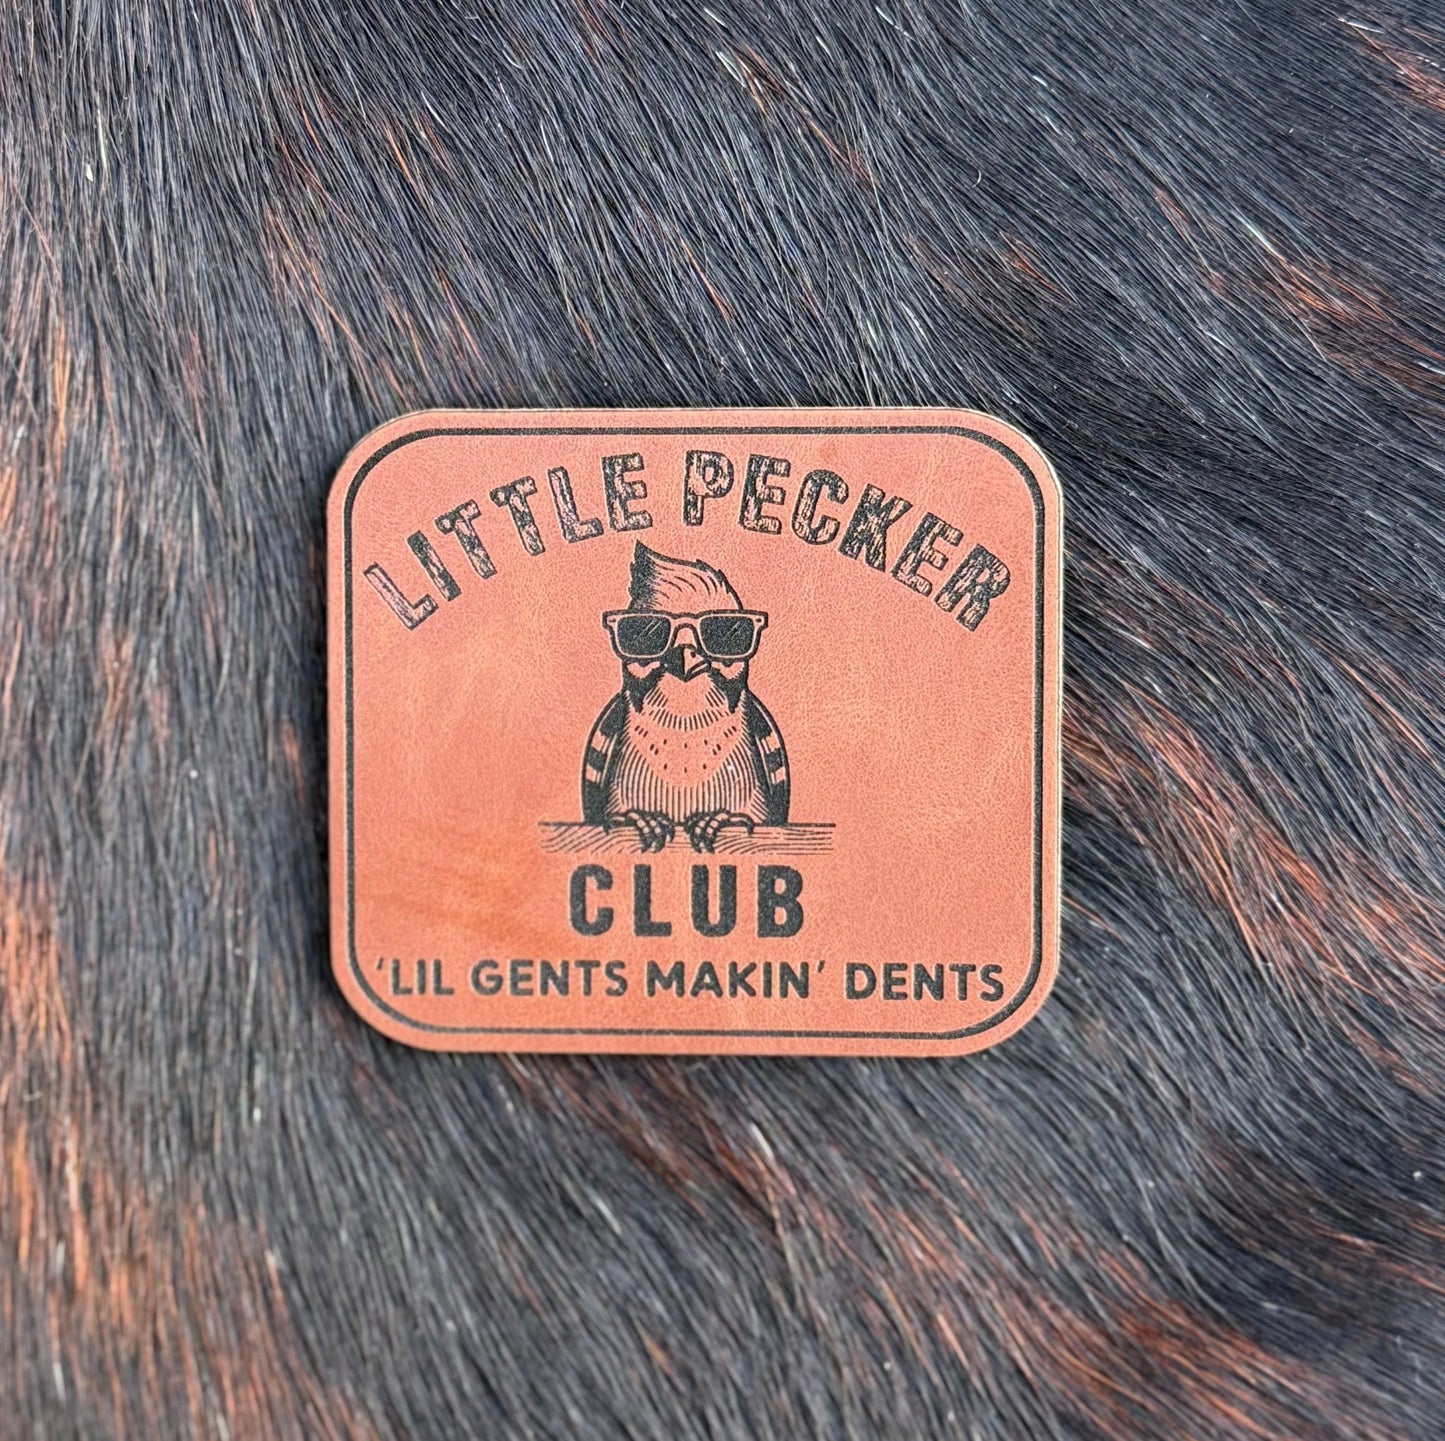 LITTLE PECKER
CLUB
'LIL GENTS MAKIN' DENTS